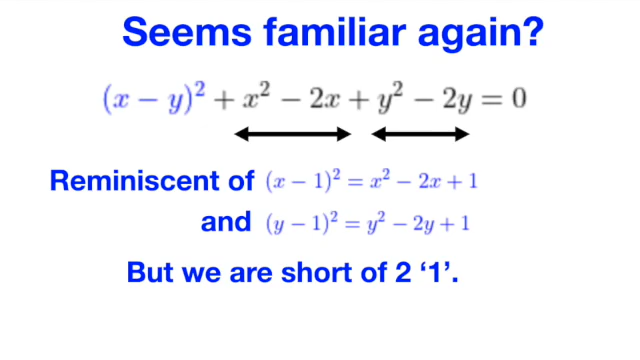 Seems familiar again?
(x − y)² + x² − 2x + y² − 2y = 0
Reminiscent of (x − 1)² = x² − 2x + 1
and (y − 1)² = y² − 2y + 1
But we are short of 2 ‘1’.